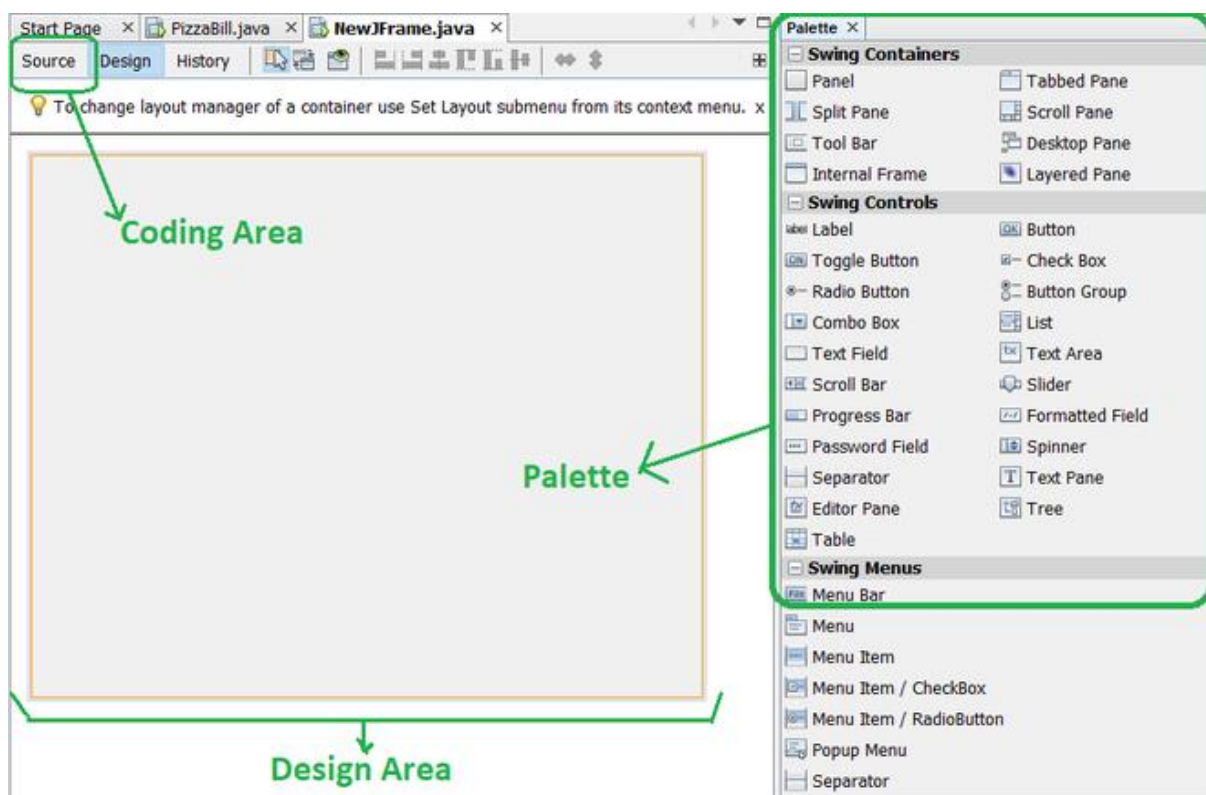 Start Page PizzaBill.java NewJFrame.java
Source Design History
To change layout manager of a container use Set Layout submenu from its context menu. x
Coding Area
Palette
Design Area
Palette
Swing Containers
Panel Tabbed Pane
Split Pane Scroll Pane
Tool Bar Desktop Pane
Internal Frame Layered Pane
Swing Controls
label Label OK Button
ON Toggle Button Check Box
Radio Button Button Group
Combo Box List
Text Field Text Area
Scroll Bar Slider
Progress Bar Formatted Field
Password Field Spinner
Separator T Text Pane
Editor Pane Tree
Table
Swing Menus
Menu Bar
Menu
Menu Item
Menu Item / CheckBox
Menu Item / RadioButton
Popup Menu
Separator